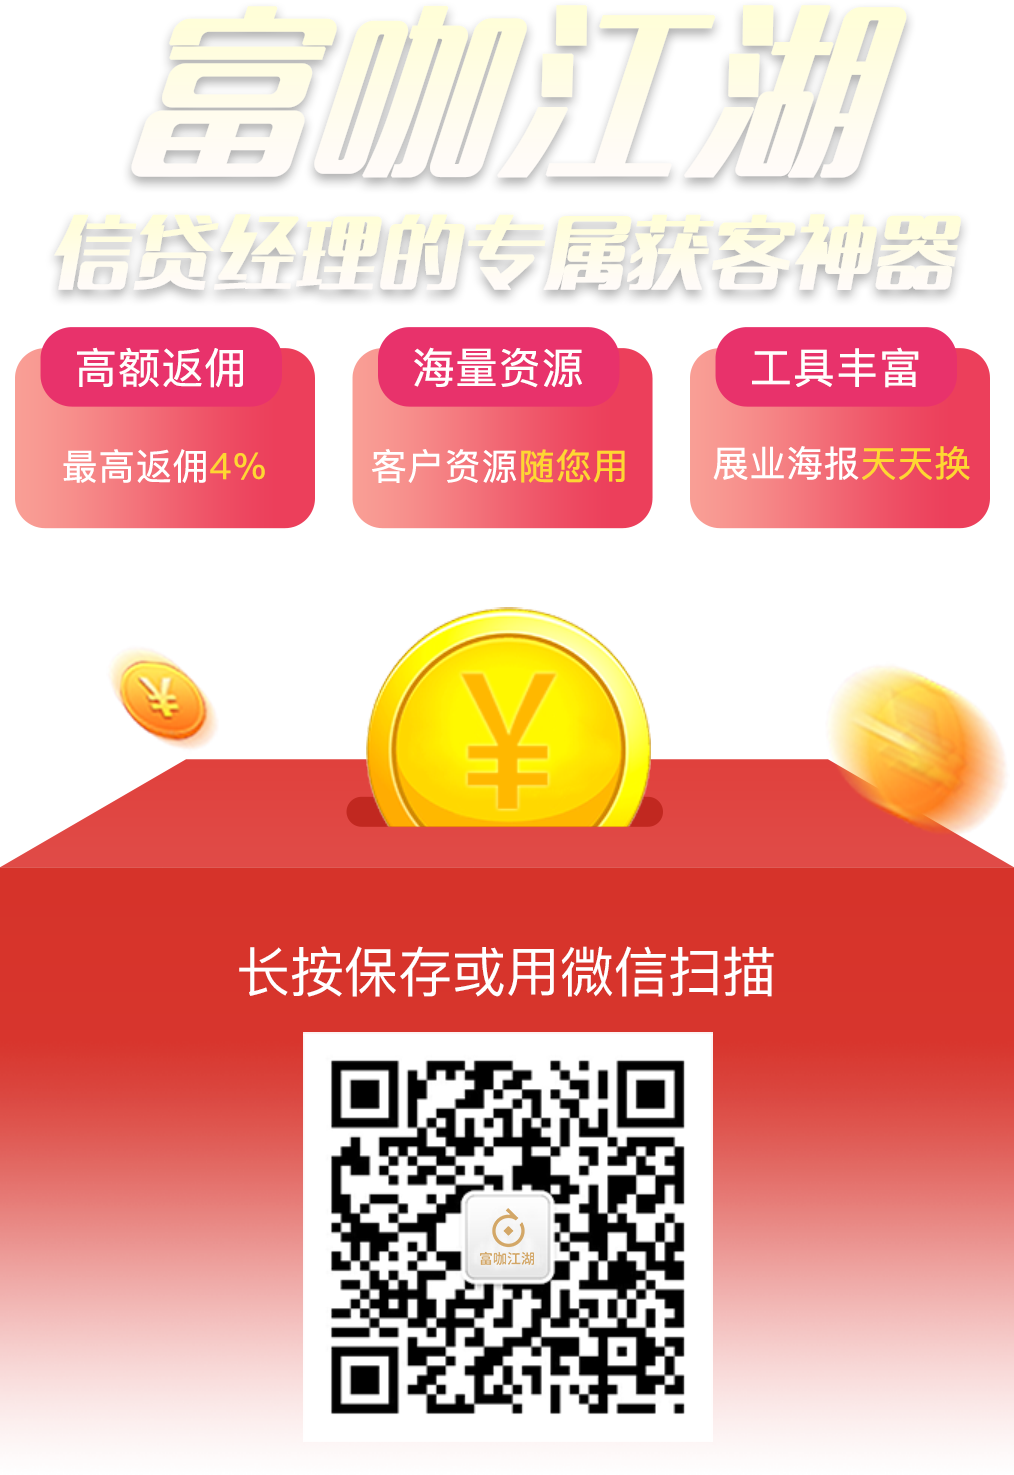 富咖江湖
信贷经理的专属获客神器
高额返佣
最高返佣4%
海量资源
客户资源随您用
工具丰富
展业海报天天换
¥
¥
长按保存或用微信扫描
富咖江湖